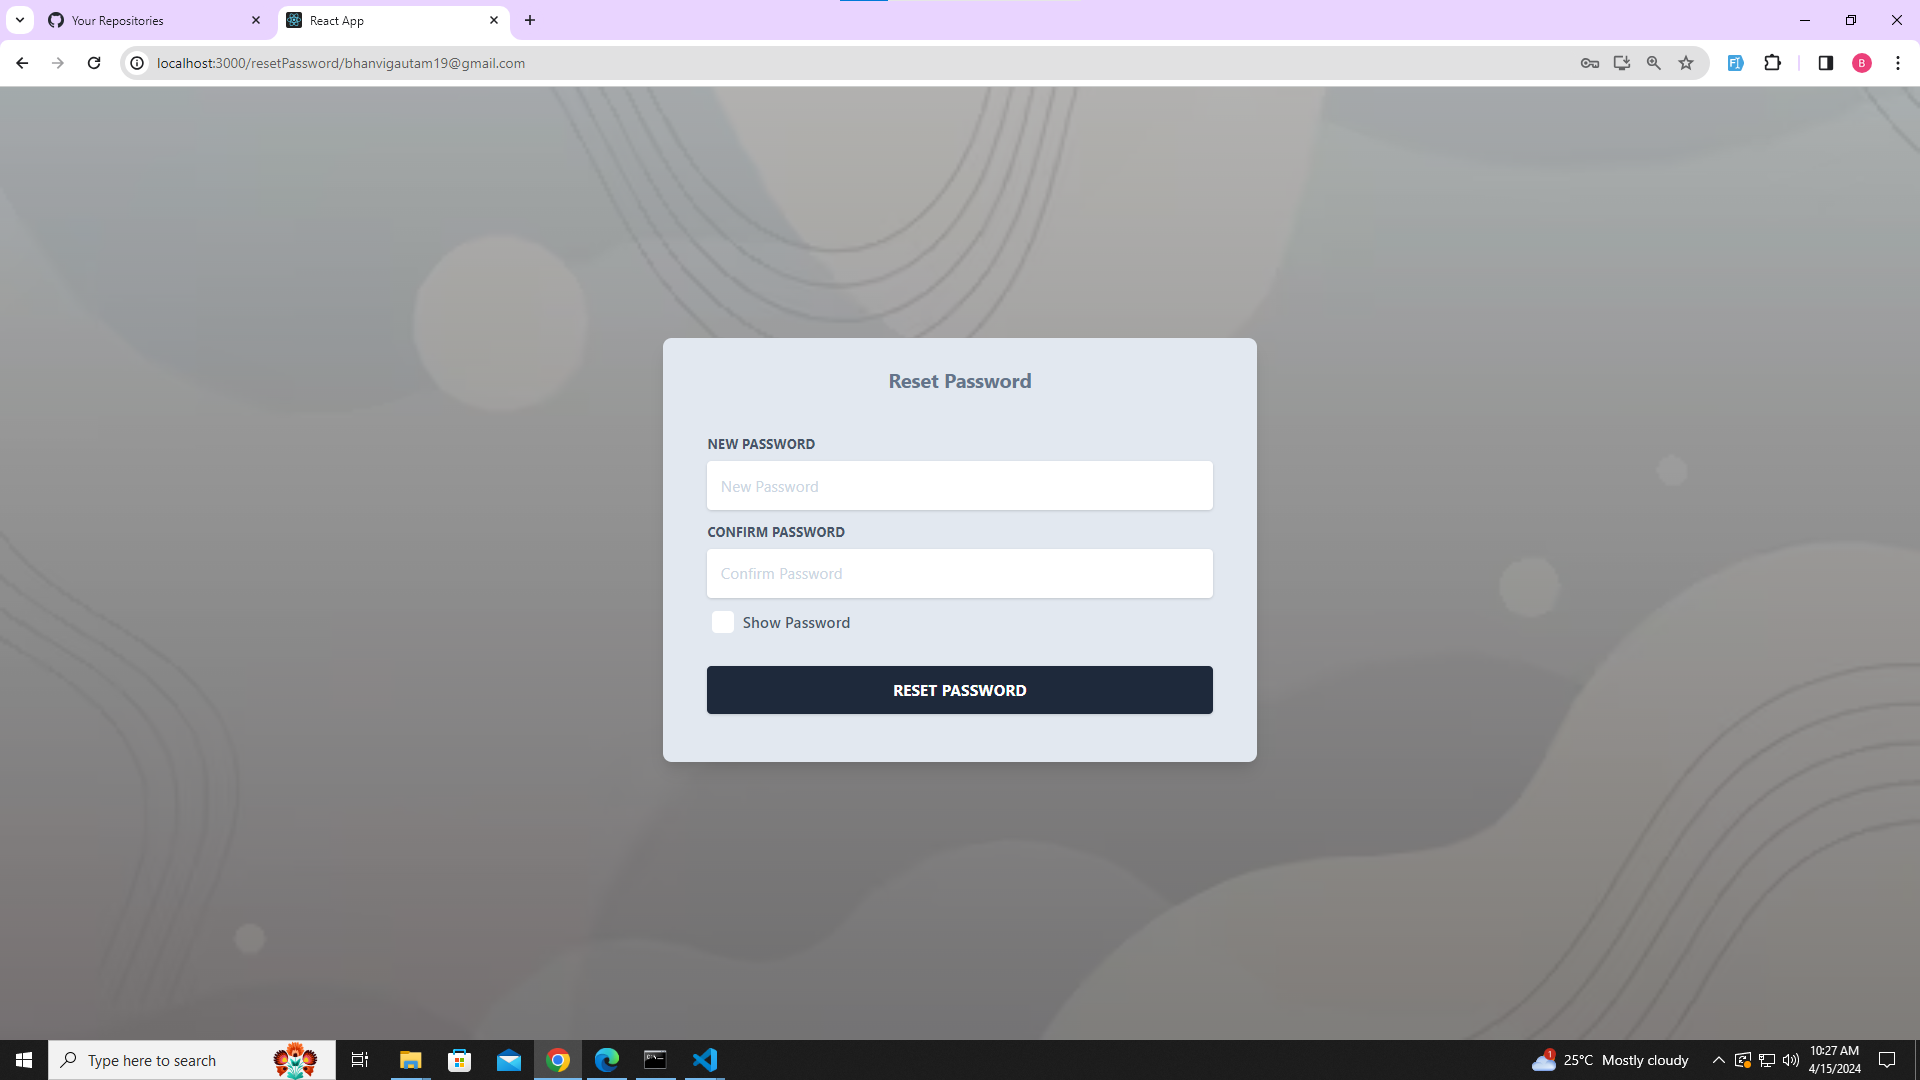 Your Repositories
React App
localhost:3000/resetPassword/bhanvigautam19@gmail.com
B
Reset Password
NEW PASSWORD
New Password
CONFIRM PASSWORD
Confirm Password
Show Password
RESET PASSWORD
Type here to search
1
25°C Mostly cloudy
10:27 AM
4/15/2024